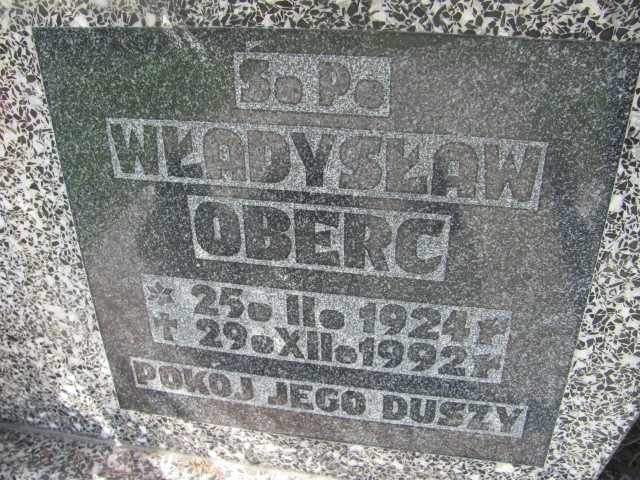 Ś. P.
WŁADYSŁAW
OBERC
* 25. II. 1924 r.
† 29. XII. 1992 r.
POKÓJ JEGO DUSZY